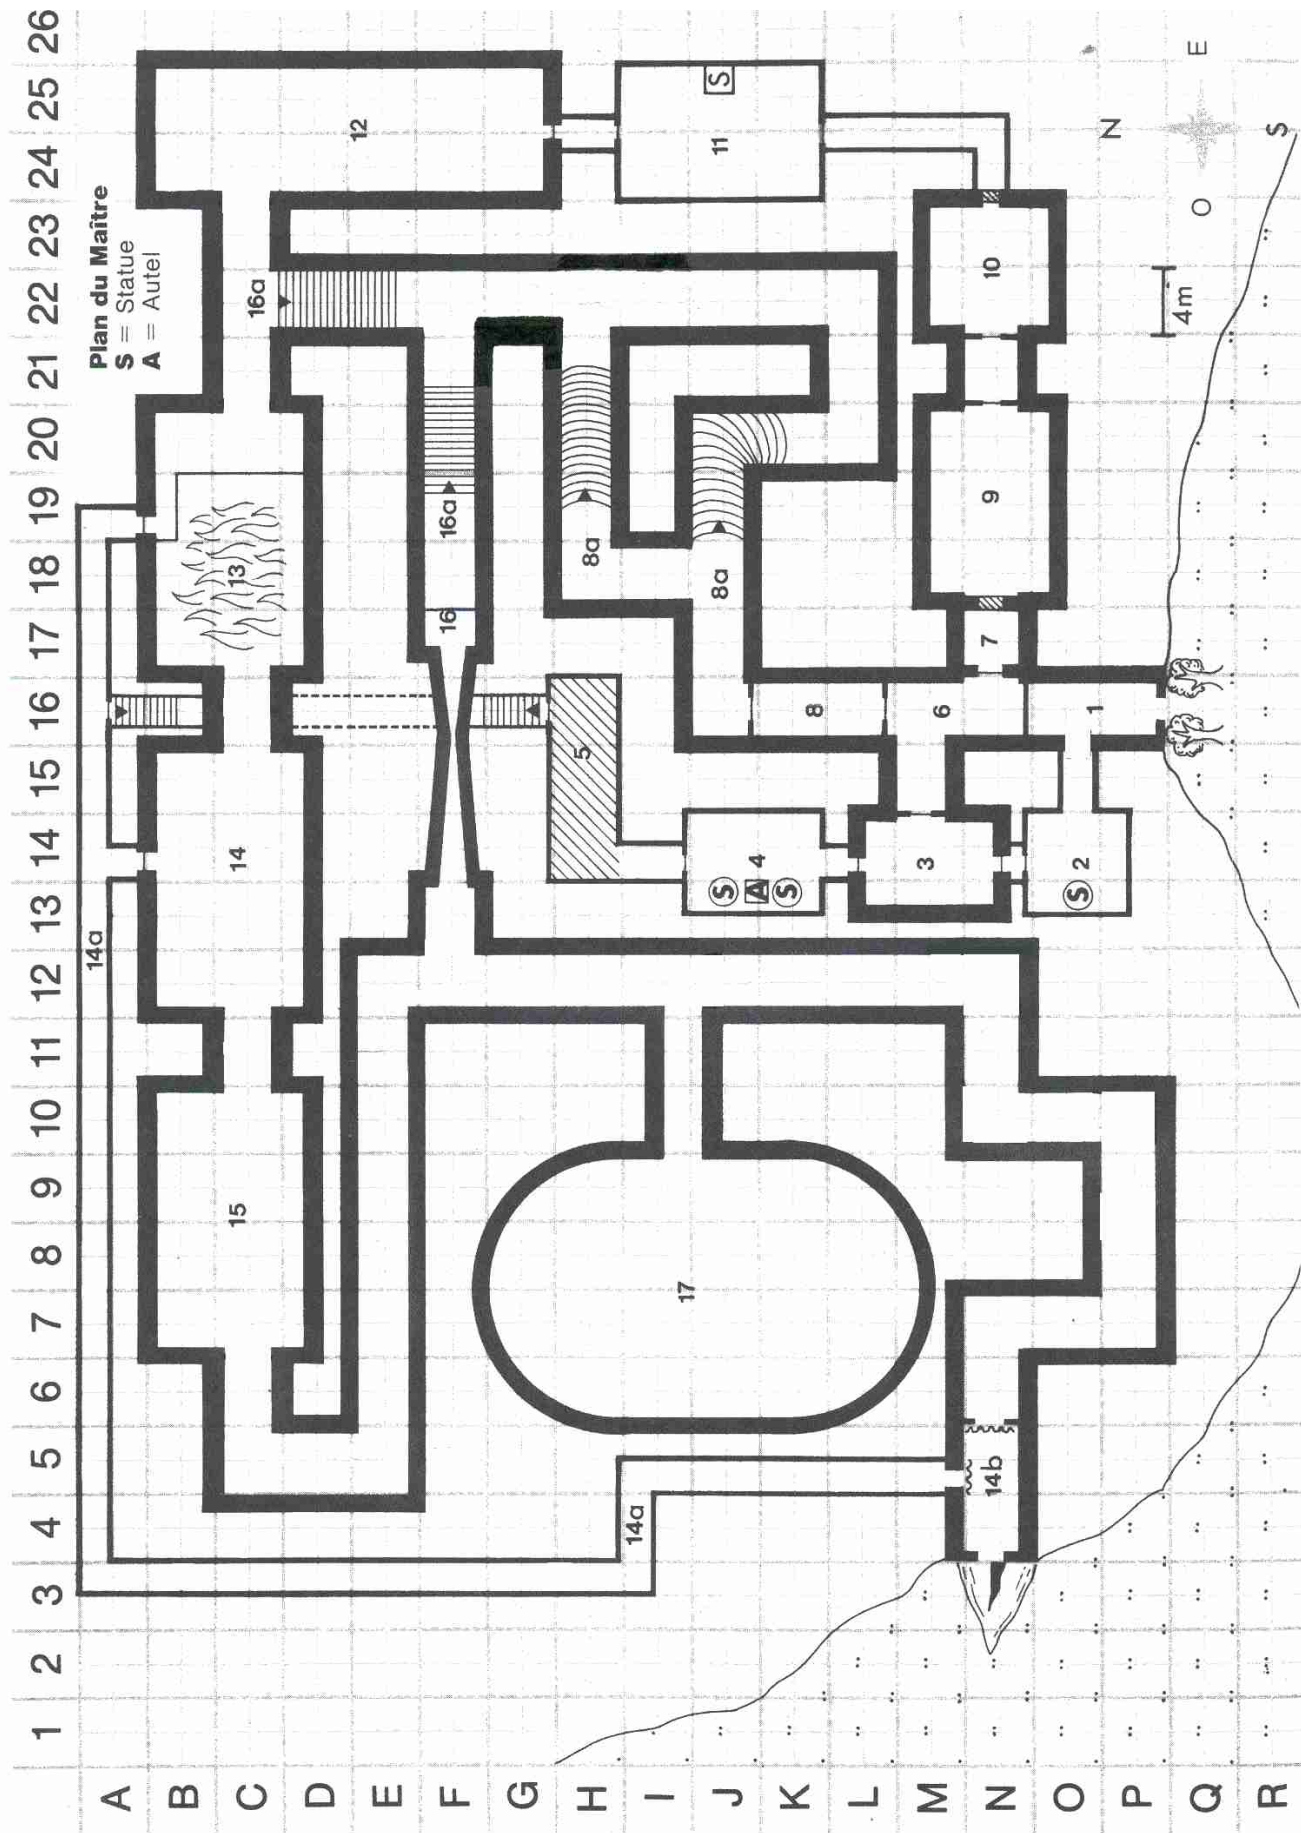 1 2 3 4 5 6 7 8 9 10 11 12 13 14 15 16 17 18 19 20 21 22 23 24 25 26
Plan du Maître
S = Statue
A = Autel
A
B
C
D
E
F
G
H
I
J
K
L
M
N
O
P
Q
R
14a
15
14
13
16a
12
16
16a
5
8a
14a
17
S
A
S
4
8a
11
S
8
3
6
14b
7
9
10
S
2
1
4m
N
O
E
S